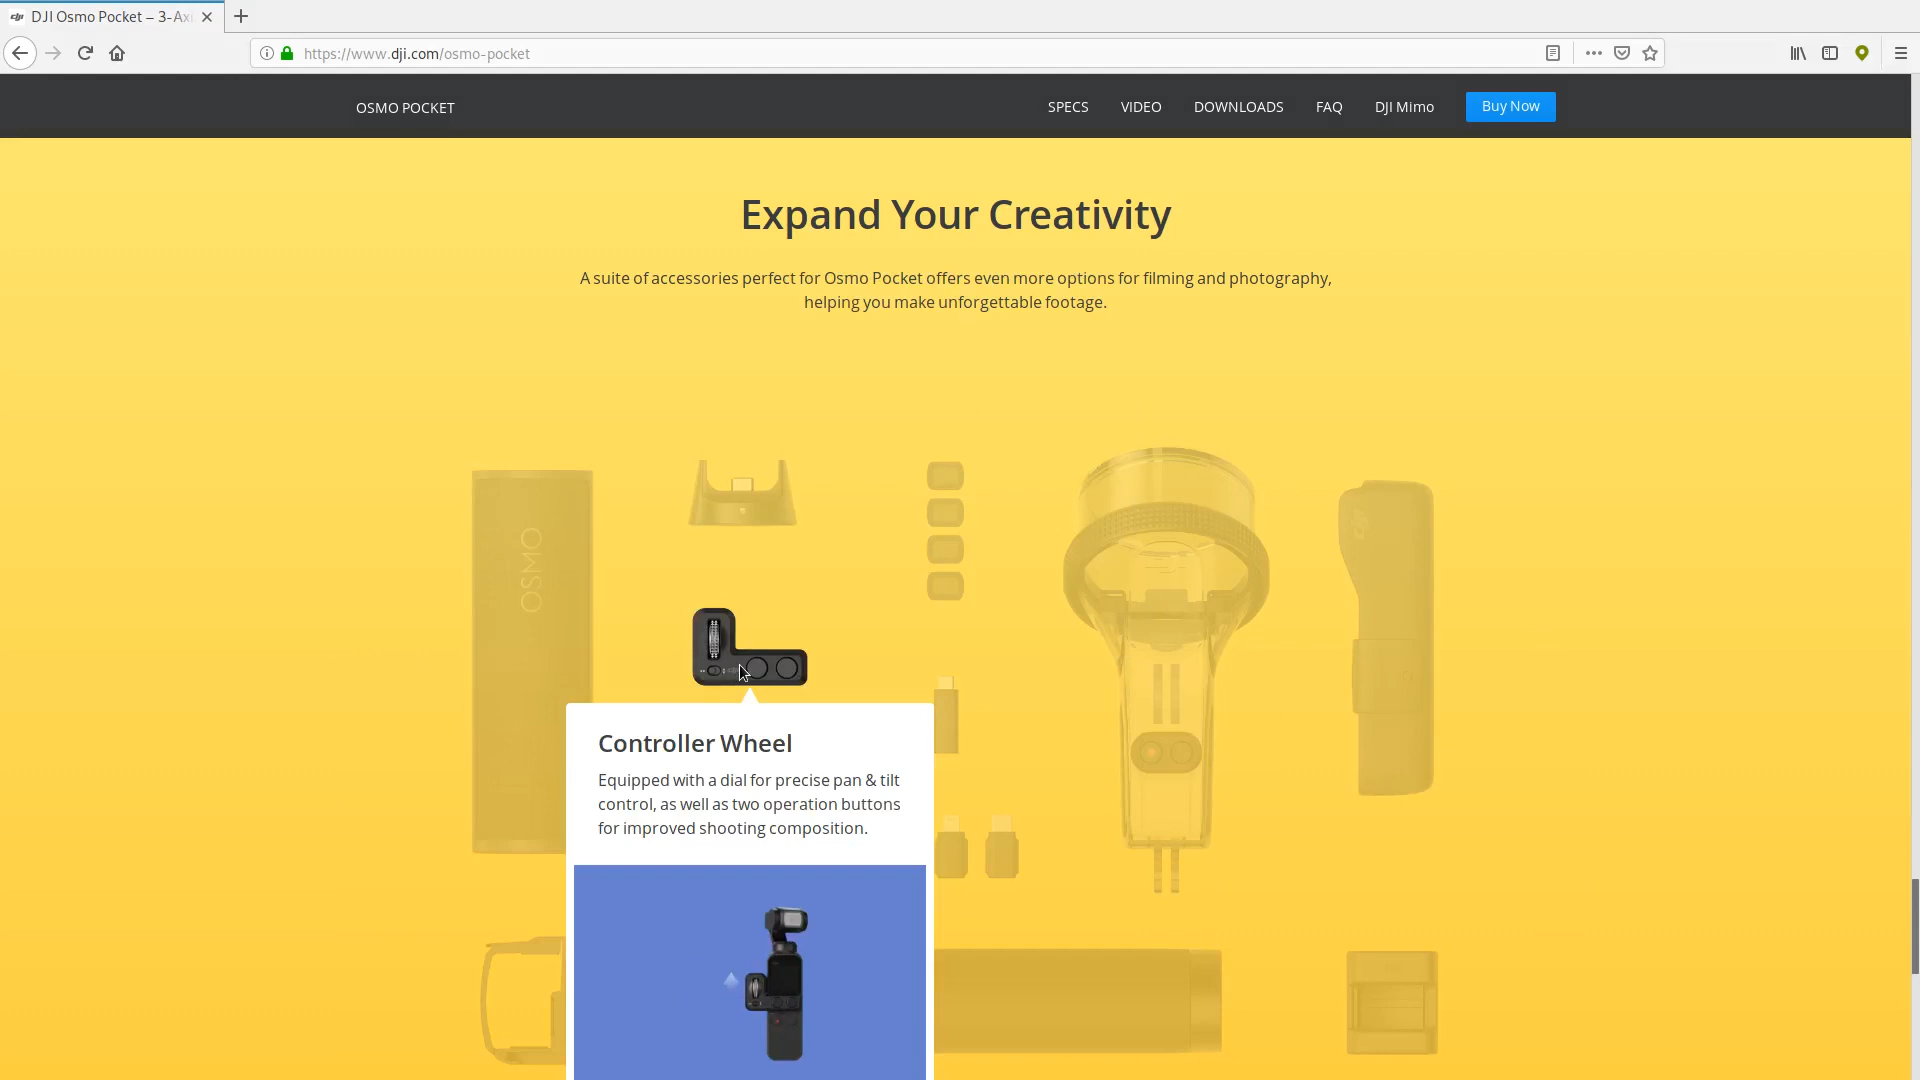 DJI Osmo Pocket – 3-Ax
https://www.dji.com/osmo-pocket
OSMO POCKET
SPECS
VIDEO
DOWNLOADS
FAQ
DJI Mimo
Buy Now
Expand Your Creativity
A suite of accessories perfect for Osmo Pocket offers even more options for filming and photography,
helping you make unforgettable footage.
OSMO
Controller Wheel
Equipped with a dial for precise pan & tilt
control, as well as two operation buttons
for improved shooting composition.